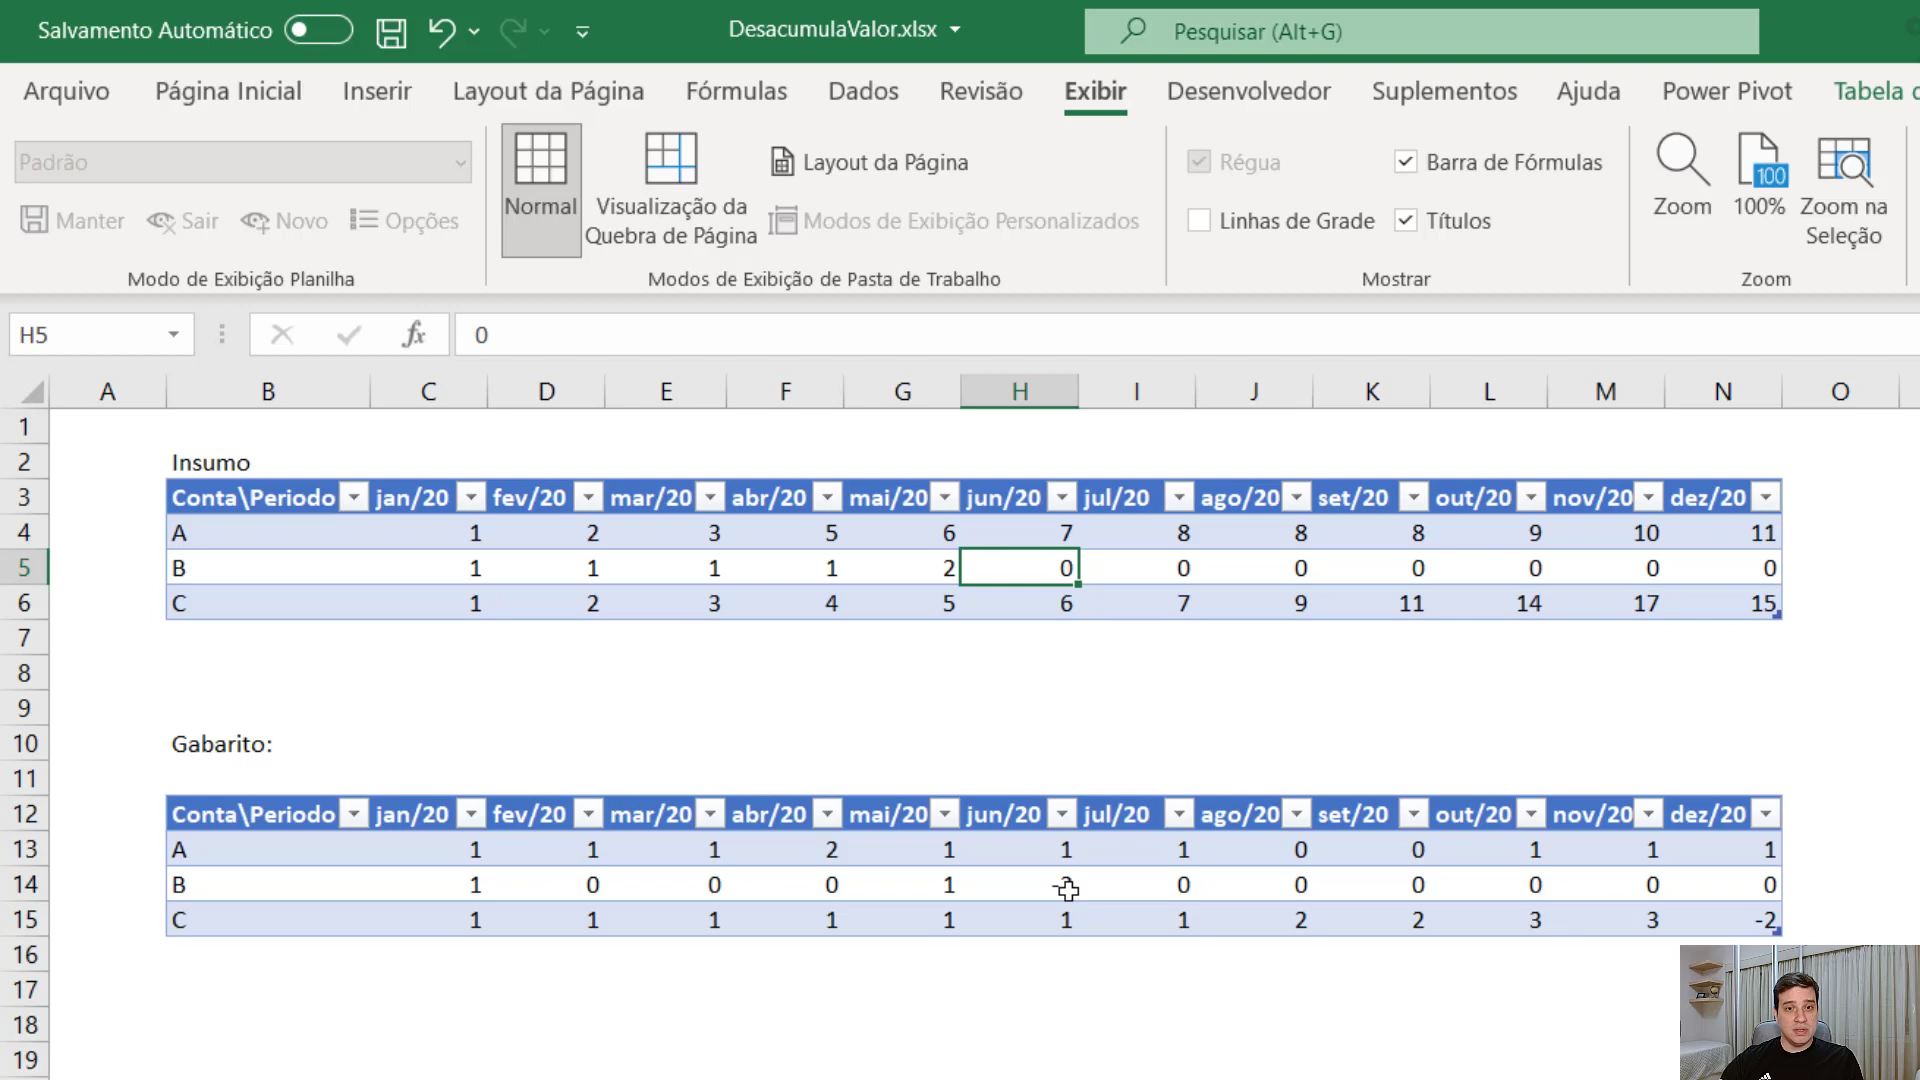 Salvamento Automático
DesacumulaValor.xlsx
Pesquisar (Alt+G)
Arquivo Página Inicial Inserir Layout da Página Fórmulas Dados Revisão Exibir Desenvolvedor Suplementos Ajuda Power Pivot Tabela
Padrão
Manter Sair Novo Opções
Modo de Exibição Planilha
Normal
Visualização da
Quebra de Página
Layout da Página
Modos de Exibição Personalizados
Modos de Exibição de Pasta de Trabalho
Régua Barra de Fórmulas
Linhas de Grade Títulos
Mostrar
Zoom
100
100%
Zoom na
Seleção
Zoom
H5 fx 0
A B C D E F G H I J K L M N O
1
2 Insumo
3 Conta\Periodo jan/20 fev/20 mar/20 abr/20 mai/20 jun/20 jul/20 ago/20 set/20 out/20 nov/20 dez/20
4 A 1 2 3 5 6 7 8 8 8 9 10 11
5 B 1 1 1 1 2 0 0 0 0 0 0 0
6 C 1 2 3 4 5 6 7 9 11 14 17 15
7
8
9
10 Gabarito:
11
12 Conta\Periodo jan/20 fev/20 mar/20 abr/20 mai/20 jun/20 jul/20 ago/20 set/20 out/20 nov/20 dez/20
13 A 1 1 1 2 1 1 1 0 0 1 1 1
14 B 1 0 0 0 1 0 0 0 0 0 0
15 C 1 1 1 1 1 1 1 2 2 3 3 -2
16
17
18
19